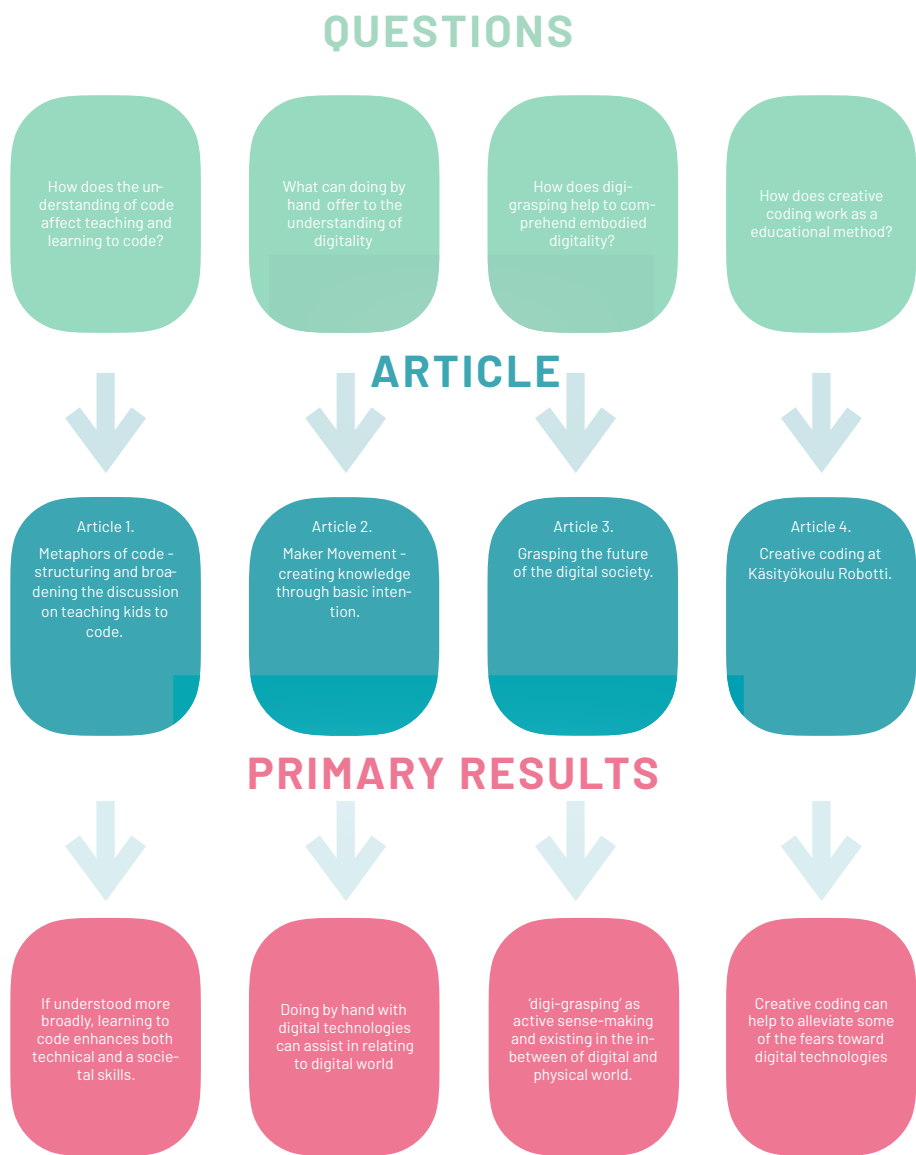 QUESTIONS
How does the un-
derstanding of code
affect teaching and
learning to code?
What can doing by
hand  offer to the
understanding of
digitality
How does digi-
grasping help to com-
prehend embodied
digitality?
How does creative
coding work as a
educational method?
ARTICLE
Article 1.
Metaphors of code -
structuring and broa-
dening the discussion
on teaching kids to
code.
Article 2.
Maker Movement -
creating knowledge
through basic inten-
tion.
Article 3.
Grasping the future
of the digital society.
Article 4.
Creative coding at
Käsityökoulu Robotti.
PRIMARY RESULTS
If understood more
broadly, learning to
code enhances both
technical and a socie-
tal skills.
Doing by hand with
digital technologies
can assist in relating
to digital world
‘digi-grasping’ as
active sense-making
and existing in the in-
between of digital and
physical world.
Creative coding can
help to alleviate some
of the fears toward
digital technologies